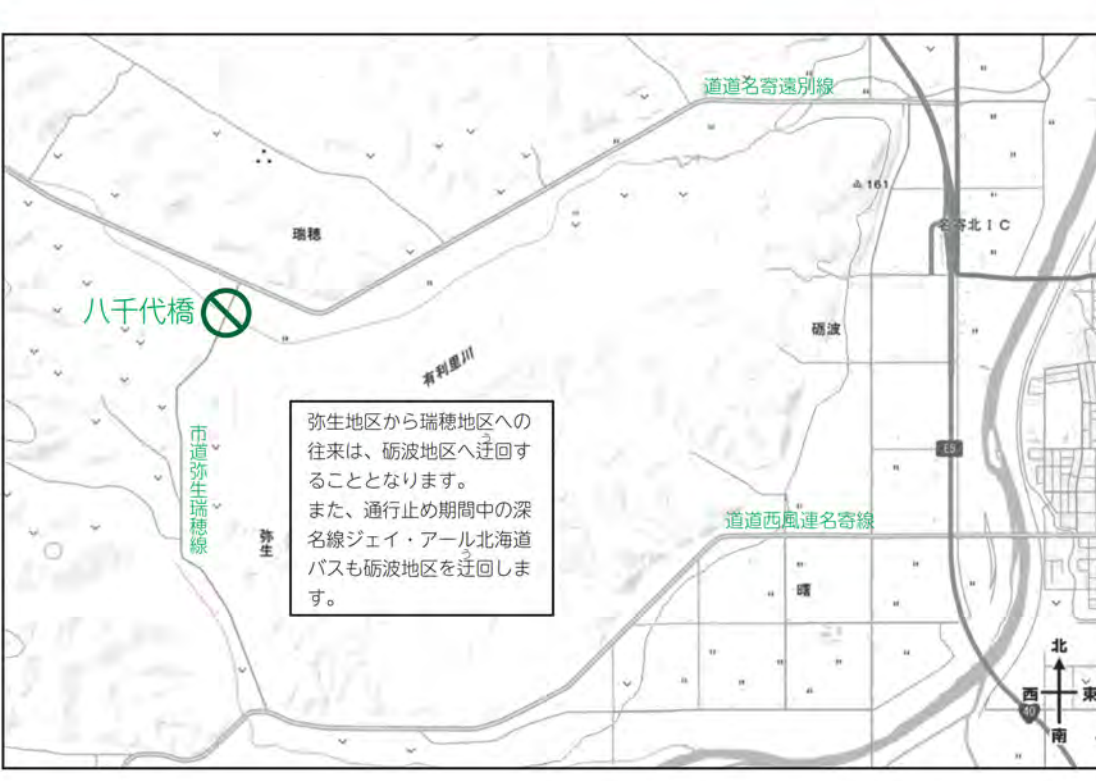 道道名寄遠別線
161
名寄北IC
瑞穂
八千代橋
砺波
有利里川
弥生地区から瑞穂地区への
往来は、砺波地区へ迂回す
ることとなります。
また、通行止め期間中の深
名線ジェイ・アール北海道
バスも砺波地区を迂回しま
す。
う
う
市道弥生瑞穂線
弥生
E5
道道西風連名寄線
曙
北
西
東
南
40